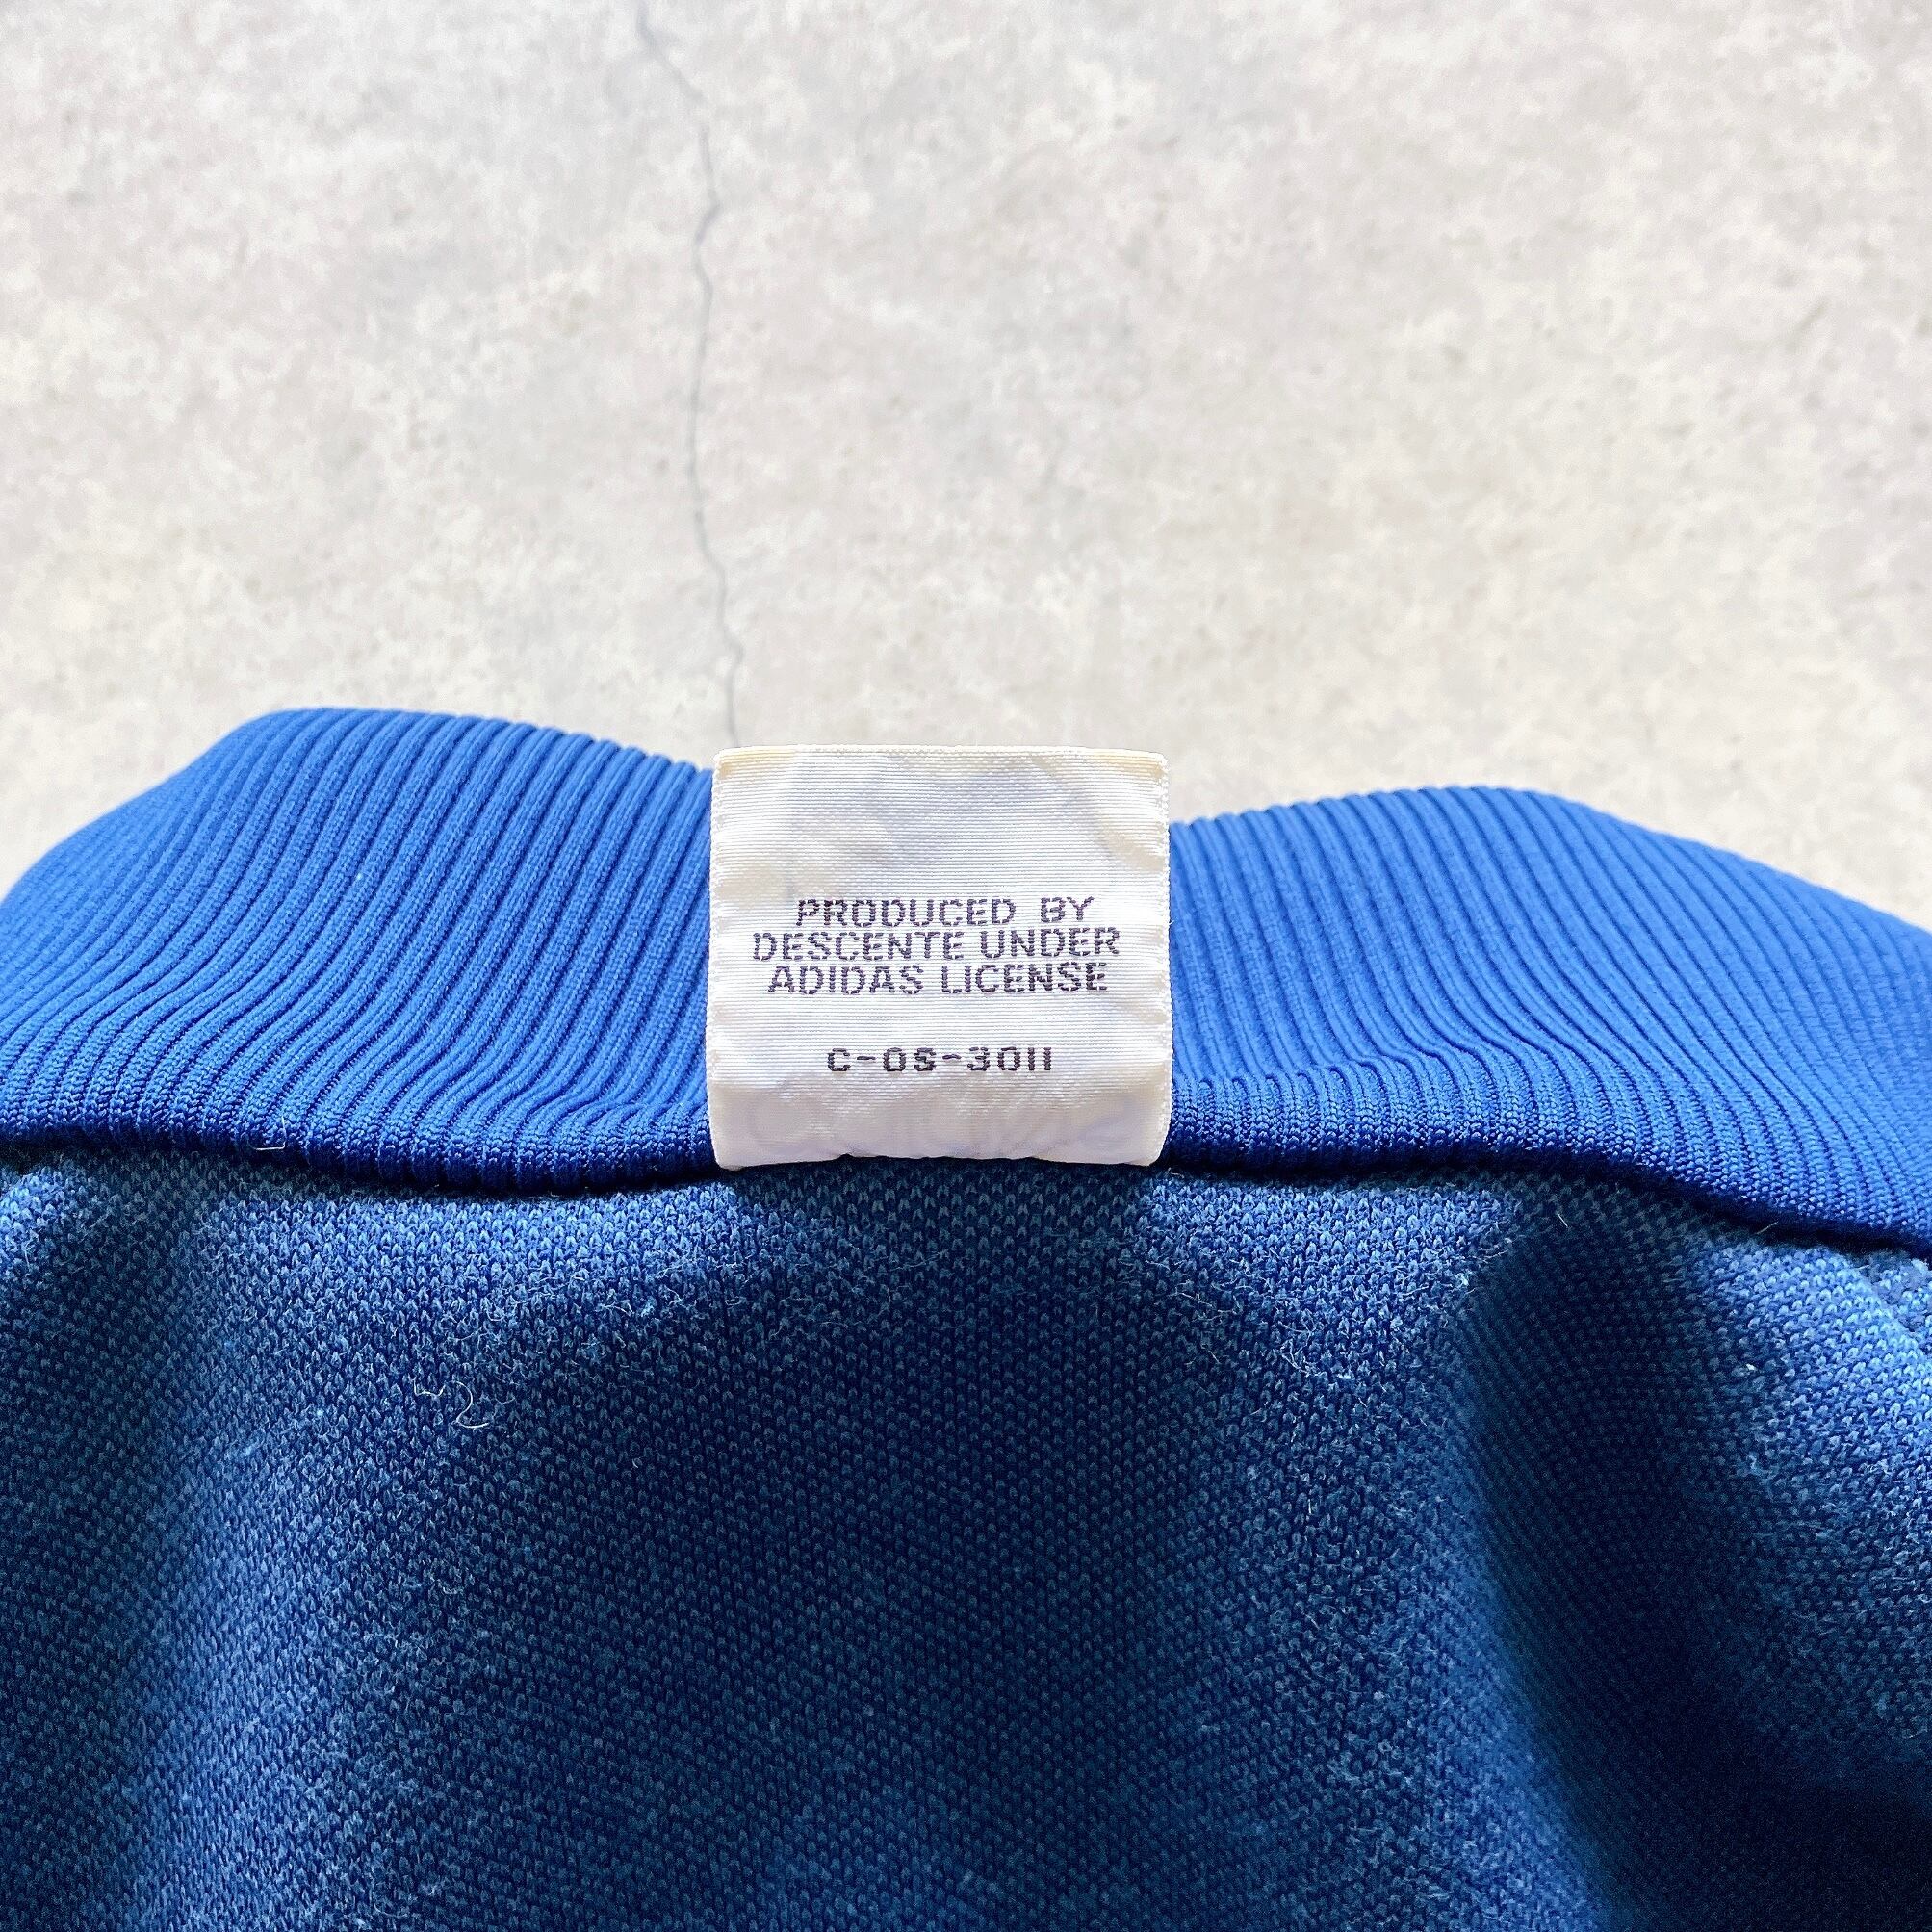 PRODUCED BY
DESCENTE UNDER
ADIDAS LICENSE
C-OS-3011